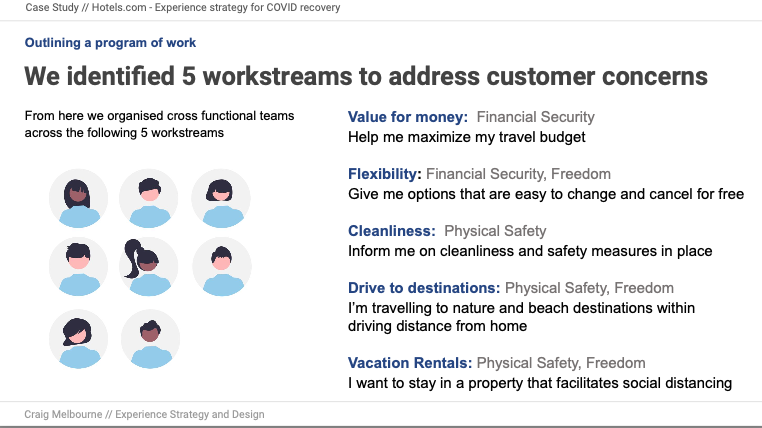 Case Study // Hotels.com - Experience strategy for COVID recovery
Outlining a program of work
We identified 5 workstreams to address customer concerns
From here we organised cross functional teams
across the following 5 workstreams
Value for money: Financial Security
Help me maximize my travel budget
Flexibility: Financial Security, Freedom
Give me options that are easy to change and cancel for free
Cleanliness: Physical Safety
Inform me on cleanliness and safety measures in place
Drive to destinations: Physical Safety, Freedom
I'm travelling to nature and beach destinations within
driving distance from home
Vacation Rentals: Physical Safety, Freedom
I want to stay in a property that facilitates social distancing
Craig Melbourne // Experience Strategy and Design